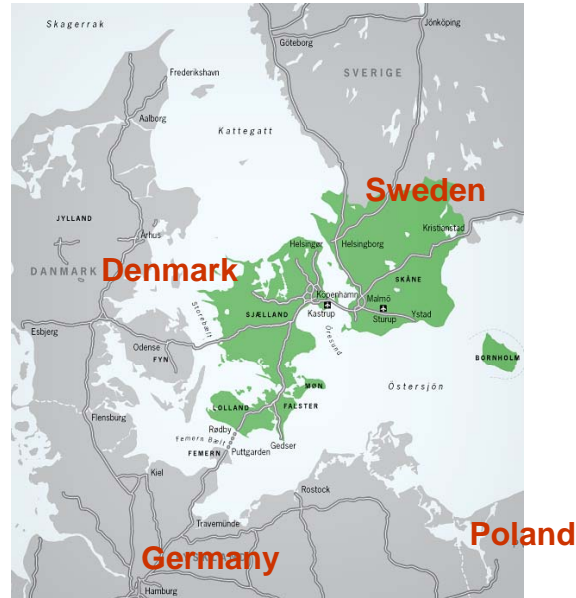 Skagerrak
Jönköping
Göteborg
Frederikshavn
SVERIGE
Aalborg
Kattegatt
Sweden
JYLLAND
Kristianstad
Århus
Helsingør
Helsingborg
Denmark
DANMARK
SKÅNE
Köpenhamn
Malmö
Storebælt
SJÆLLAND
Kastrup
Sturup
Ystad
Esbjerg
Öresund
Odense
FYN
BORNHOLM
MØN
Östersjön
LOLLAND
FALSTER
Flensburg
Rødby
Femern Bælt
Gedser
FEMERN
Puttgarden
Kiel
Rostock
Travemünde
Poland
Germany
Hamburg